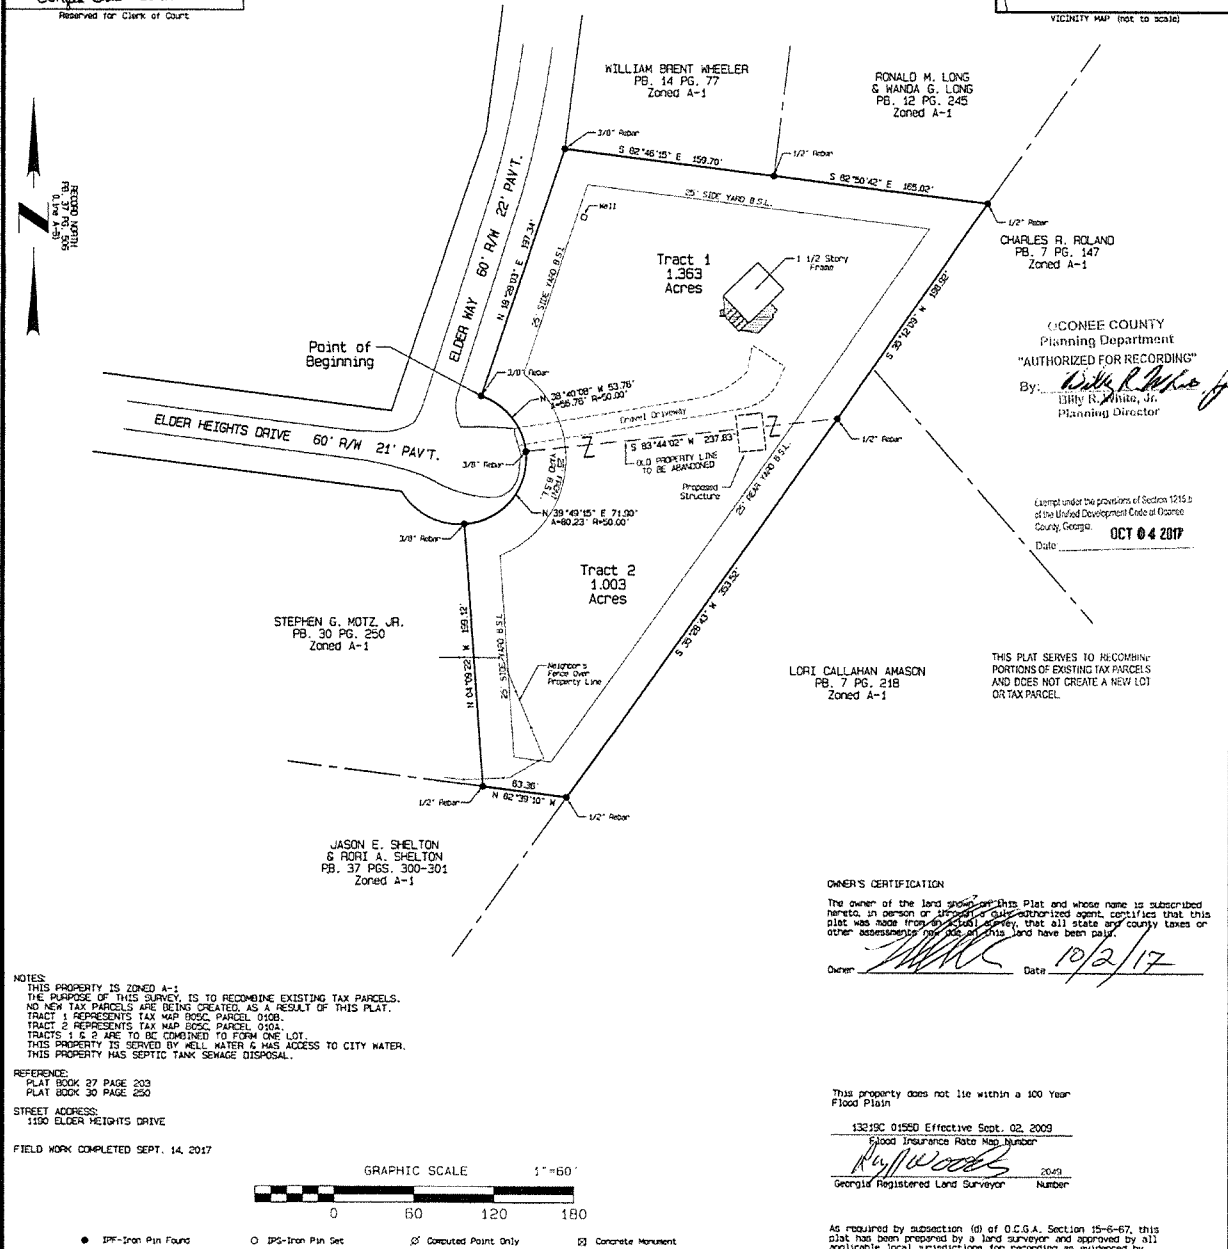 Reserved for Clerk of Court
VICINITY MAP (not to scale)
WILLIAM BRENT WHEELER
PB. 14 PG. 77
Zoned A-1
RONALD M. LONG
& WANDA G. LONG
PB. 12 PG. 245
Zoned A-1
RECORD NORTH
PB. 37 PG. 506
3/8" Rebar
S 82°46'15" E 159.70'
1/2" Rebar
S 82°50'42" E 165.02'
1/2" Rebar
25' SIDE YARD B.S.L.
Well
CHARLES R. ROLAND
PB. 7 PG. 147
Zoned A-1
ELDER WAY 60' R/W 22' PAV'T.
N 19°28'03" E 197.34'
25' SIDE YARD B.S.L.
Tract 1
1.363
Acres
1 1/2 Story
Frame
S 35°12'09" W 198.92'
OCONEE COUNTY
Planning Department
"AUTHORIZED FOR RECORDING"
By: Billy R. White, Jr.
Billy R. White, Jr.
Planning Director
Point of
Beginning
3/8" Rebar
N 38°40'08" W 53.76'
A=56.76' R=50.00'
Gravel Driveway
ELDER HEIGHTS DRIVE 60' R/W 21' PAV'T.
3/8" Rebar
S 83°44'02" W 237.83'
OLD PROPERTY LINE
TO BE ABANDONED
1/2" Rebar
25' FRONT
YARD B.S.L.
Proposed
Structure
25' REAR YARD B.S.L.
N 39°49'15" E 71.90'
A=80.23' R=50.00'
3/8" Rebar
Exempt under the provisions of Section 1215.b
of the Unified Development Code of Oconee
County, Georgia.
Date OCT 04 2017
Tract 2
1.003
Acres
STEPHEN G. MOTZ, JR.
PB. 30 PG. 250
Zoned A-1
N 04°09'22" W 199.12'
25' SIDE YARD B.S.L.
Neighbor's
Fence Over
Property Line
S 35°28'43" W 353.52'
LORI CALLAHAN AMASON
PB. 7 PG. 218
Zoned A-1
THIS PLAT SERVES TO RECOMBINE
PORTIONS OF EXISTING TAX PARCELS
AND DOES NOT CREATE A NEW LOT
OR TAX PARCEL.
63.36'
N 82°39'10" W
1/2" Rebar
1/2" Rebar
JASON E. SHELTON
& RORI A. SHELTON
PB. 37 PGS. 300-301
Zoned A-1
OWNER'S CERTIFICATION
The owner of the land shown on this Plat and whose name is subscribed
hereto, in person or through a duly authorized agent, certifies that this
plat was made from an actual survey, that all state and county taxes or
other assessments now due on this land have been paid.
Owner Date 10/2/17
NOTES:
THIS PROPERTY IS ZONED A-1
THE PURPOSE OF THIS SURVEY, IS TO RECOMBINE EXISTING TAX PARCELS.
NO NEW TAX PARCELS ARE BEING CREATED, AS A RESULT OF THIS PLAT.
TRACT 1 REPRESENTS TAX MAP B05C, PARCEL 010B.
TRACT 2 REPRESENTS TAX MAP B05C, PARCEL 010A.
TRACTS 1 & 2 ARE TO BE COMBINED TO FORM ONE LOT.
THIS PROPERTY IS SERVED BY WELL WATER & HAS ACCESS TO CITY WATER.
THIS PROPERTY HAS SEPTIC TANK SEWAGE DISPOSAL.
REFERENCE:
PLAT BOOK 27 PAGE 203
PLAT BOOK 30 PAGE 250
STREET ADDRESS:
1190 ELDER HEIGHTS DRIVE
FIELD WORK COMPLETED SEPT. 14, 2017
This property does not lie within a 100 Year
Flood Plain
13219C 0155D Effective Sept. 02, 2009
Flood Insurance Rate Map Number
2049
Georgia Registered Land Surveyor Number
GRAPHIC SCALE 1"=60'
0 60 120 180
IPF-Iron Pin Found IPS-Iron Pin Set Computed Point Only Concrete Monument
As required by subsection (d) of O.C.G.A. Section 15-6-67, this
plat has been prepared by a land surveyor and approved by all
applicable local jurisdictions for recording as evidenced by